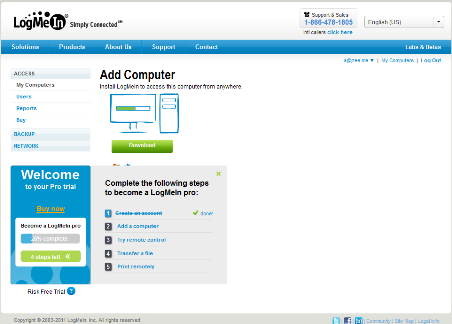 LogMeIn Simply Connected℠
Support & Sales
1-866-478-1805
Intl callers click here
English (US)
Solutions
Products
About Us
Support
Contact
Labs & Betas
My Computers | Log Out
ACCESS
My Computers
Users
Reports
Buy
BACKUP
NETWORK
Add Computer
Install LogMeIn to access this computer from anywhere
Download
Welcome
to your Pro trial
Buy now
Become a LogMeIn pro
20% complete
4 steps left
Risk Free Trial ?
Complete the following steps
to become a LogMeIn pro:
1 Create an account done!
2 Add a computer
3 Try remote control
4 Transfer a file
5 Print remotely
Copyright © 2003-2011 LogMeIn, Inc. All rights reserved
| Community | Site Map | Legal Info